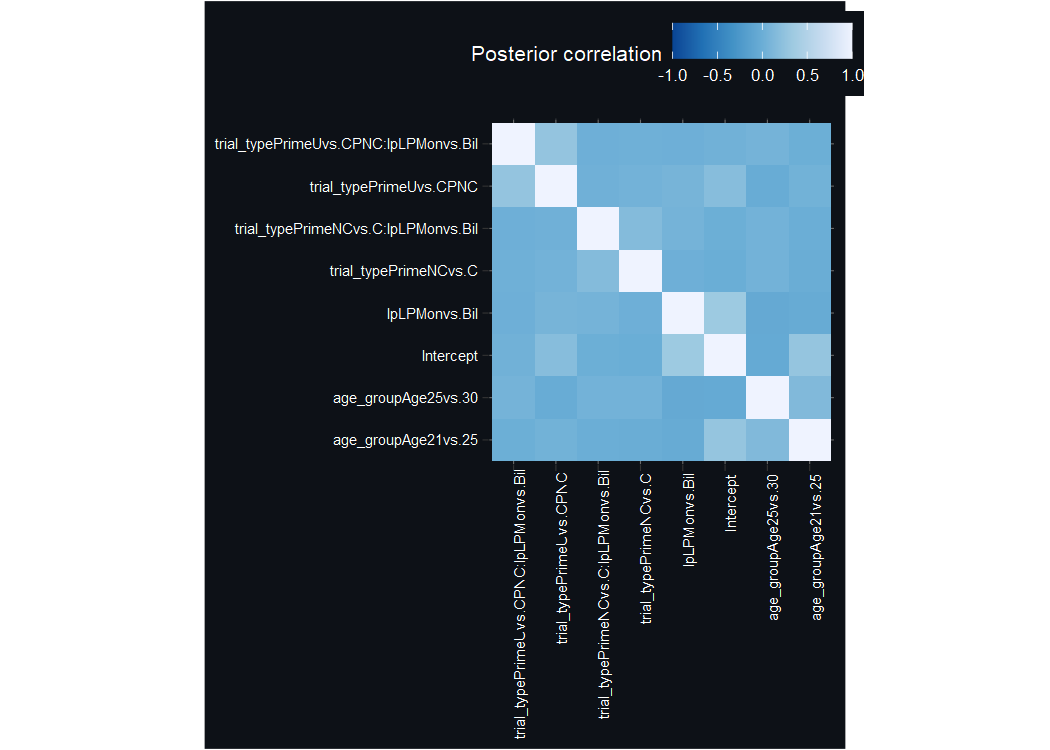 Posterior correlation
-1.0 -0.5 0.0 0.5 1.0
trial_typePrimeUvs.CPNC:lpLPMonvs.Bil
trial_typePrimeUvs.CPNC
trial_typePrimeNCvs.C:lpLPMonvs.Bil
trial_typePrimeNCvs.C
lpLPMonvs.Bil
Intercept
age_groupAge25vs.30
age_groupAge21vs.25
trial_typePrimeUvs.CPNC:lpLPMonvs.Bil
trial_typePrimeUvs.CPNC
trial_typePrimeNCvs.C:lpLPMonvs.Bil
trial_typePrimeNCvs.C
lpLPMonvs.Bil
Intercept
age_groupAge25vs.30
age_groupAge21vs.25